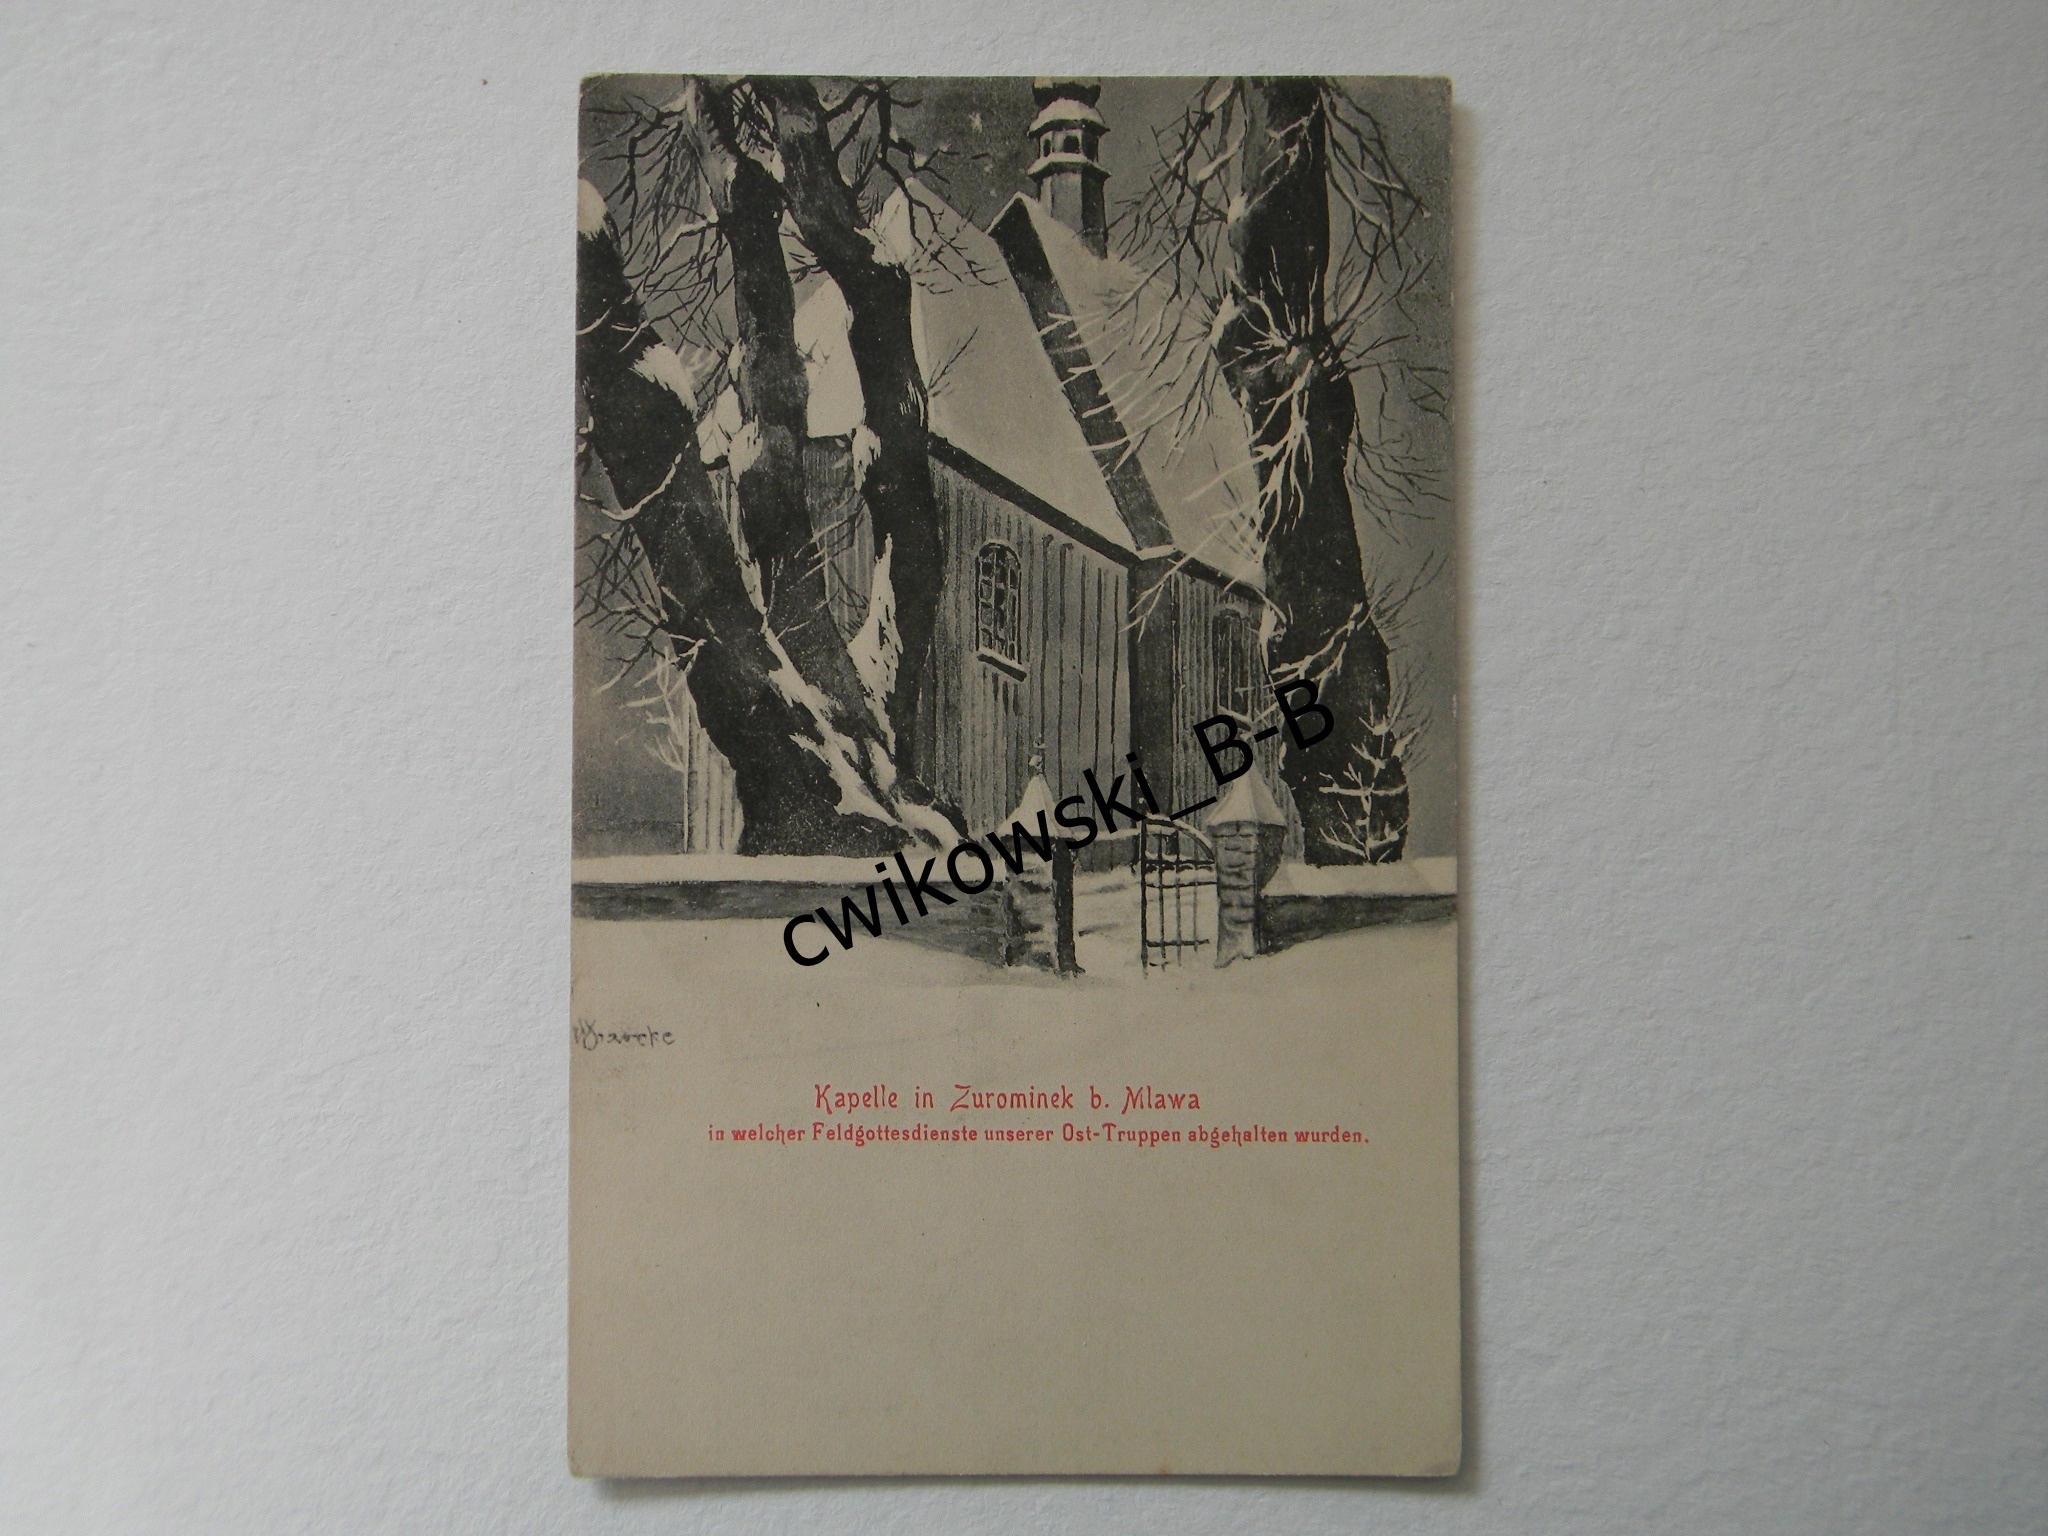 cwikowski_B-B
Kapelle in Zurominek b. Mlawa
in welcher Feldgottesdienste unserer Ost-Truppen abgehalten wurden.